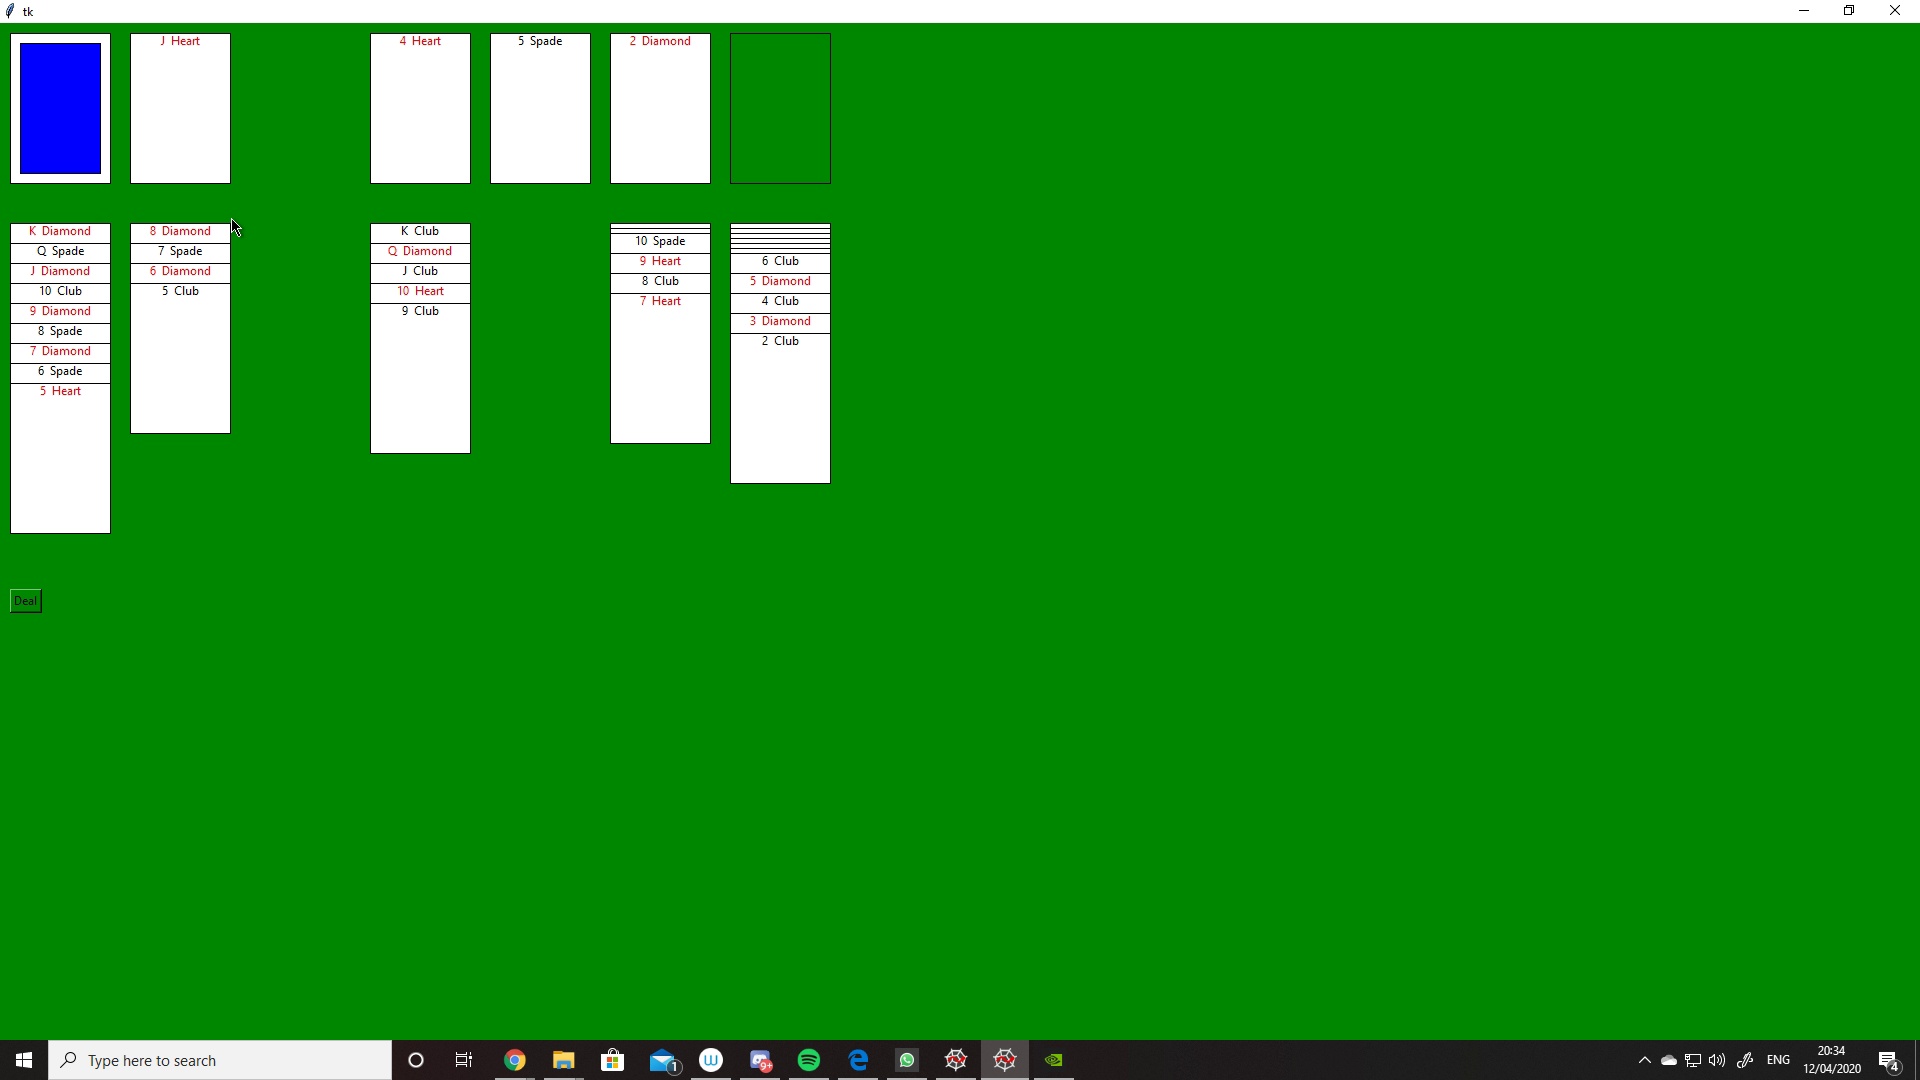 tk
J Heart
4 Heart
5 Spade
2 Diamond
K Diamond
Q Spade
J Diamond
10 Club
9 Diamond
8 Spade
7 Diamond
6 Spade
5 Heart
8 Diamond
7 Spade
6 Diamond
5 Club
K Club
Q Diamond
J Club
10 Heart
9 Club
10 Spade
9 Heart
8 Club
7 Heart
6 Club
5 Diamond
4 Club
3 Diamond
2 Club
Deal
Type here to search
1
W
9+
ENG
20:34
12/04/2020
4